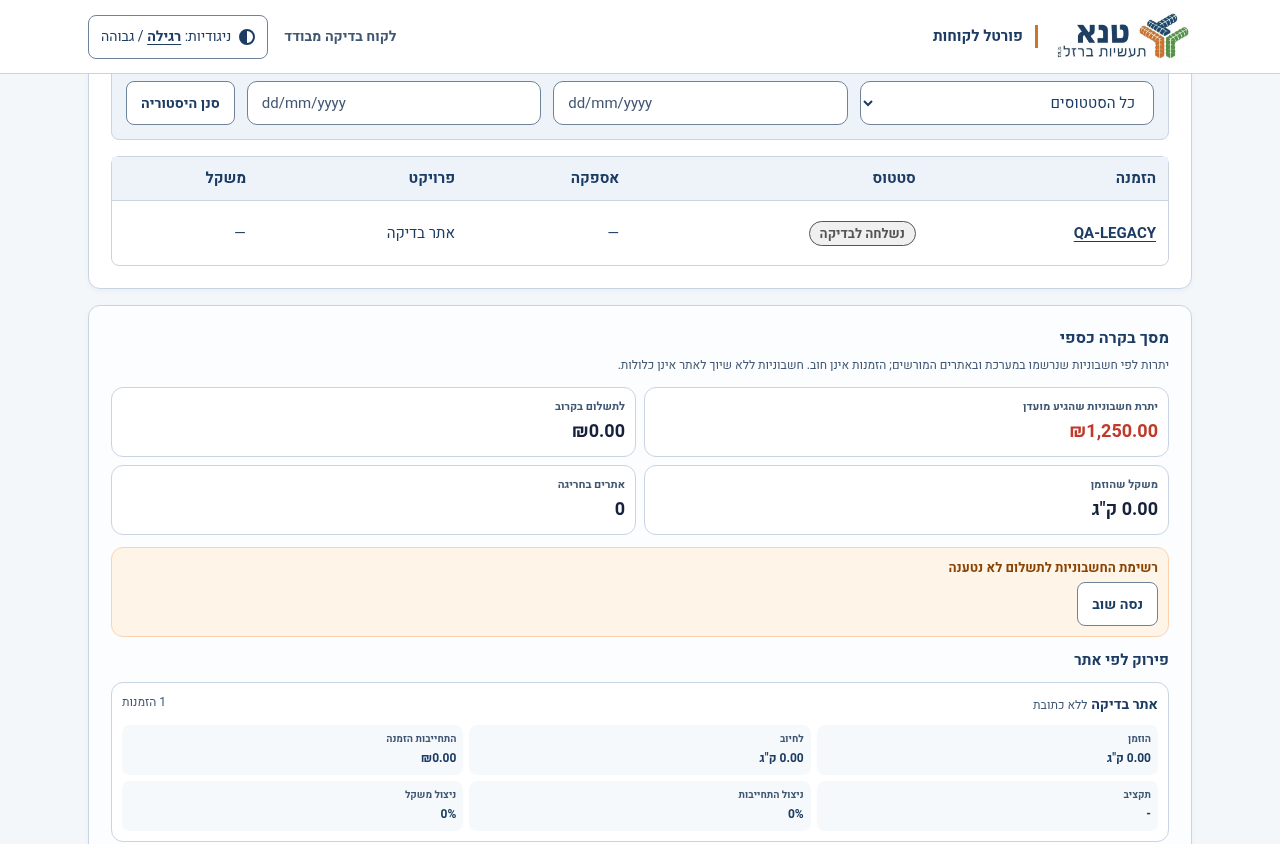 טנא
תעשיות ברזל
פורטל לקוחות
לקוח בדיקה מבודד
ניגודיות: רגילה / גבוהה
כל הסטטוסים
dd/mm/yyyy
dd/mm/yyyy
סנן היסטוריה
הזמנה סטטוס אספקה פרויקט משקל
QA-LEGACY נשלחה לבדיקה — אתר בדיקה —
מסך בקרה כספי
יתרות לפי חשבוניות שנרשמו במערכת ובאתרים המורשים; הזמנות אינן חוב. חשבוניות ללא שיוך לאתר אינן כלולות.
יתרת חשבוניות שהגיע מועדן
₪1,250.00
לתשלום בקרוב
₪0.00
משקל שהוזמן
0.00 ק"ג
אתרים בחריגה
0
רשימת החשבוניות לתשלום לא נטענה
נסה שוב
פירוק לפי אתר
אתר בדיקה ללא כתובת
1 הזמנות
הוזמן
0.00 ק"ג
לחיוב
0.00 ק"ג
התחייבות הזמנה
₪0.00
תקציב
-
ניצול התחייבות
0%
ניצול משקל
0%